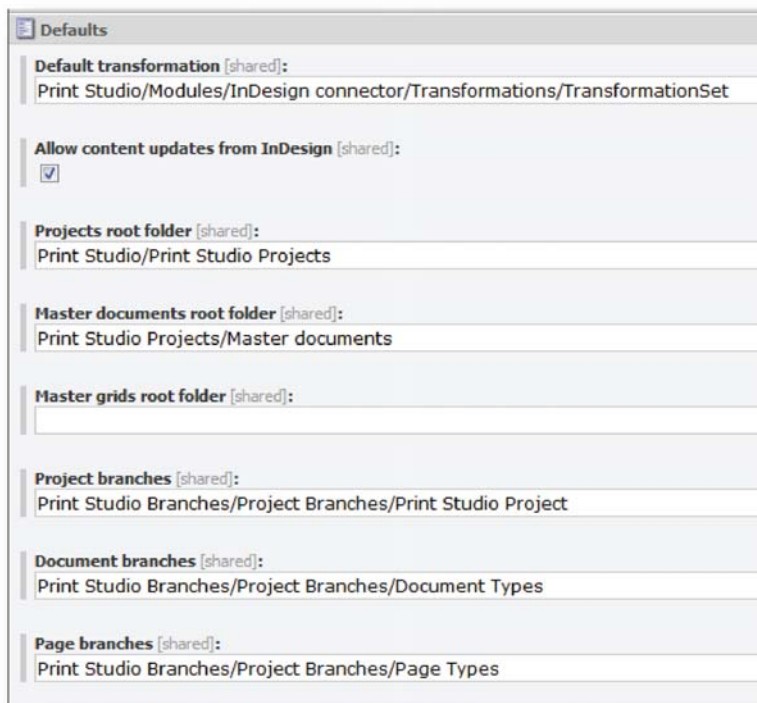 Defaults
Default transformation [shared]:
Print Studio/Modules/InDesign connector/Transformations/TransformationSet
Allow content updates from InDesign [shared]:
Projects root folder [shared]:
Print Studio/Print Studio Projects
Master documents root folder [shared]:
Print Studio Projects/Master documents
Master grids root folder [shared]:
Project branches [shared]:
Print Studio Branches/Project Branches/Print Studio Project
Document branches [shared]:
Print Studio Branches/Project Branches/Document Types
Page branches [shared]:
Print Studio Branches/Project Branches/Page Types